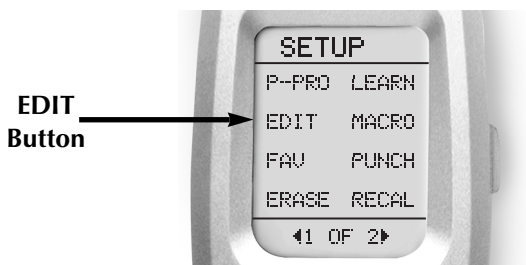 SETUP
P-PRO LEARN
EDIT
Button
EDIT MACRO
FAV PUNCH
ERASE RECAL
◀1 OF 2▶